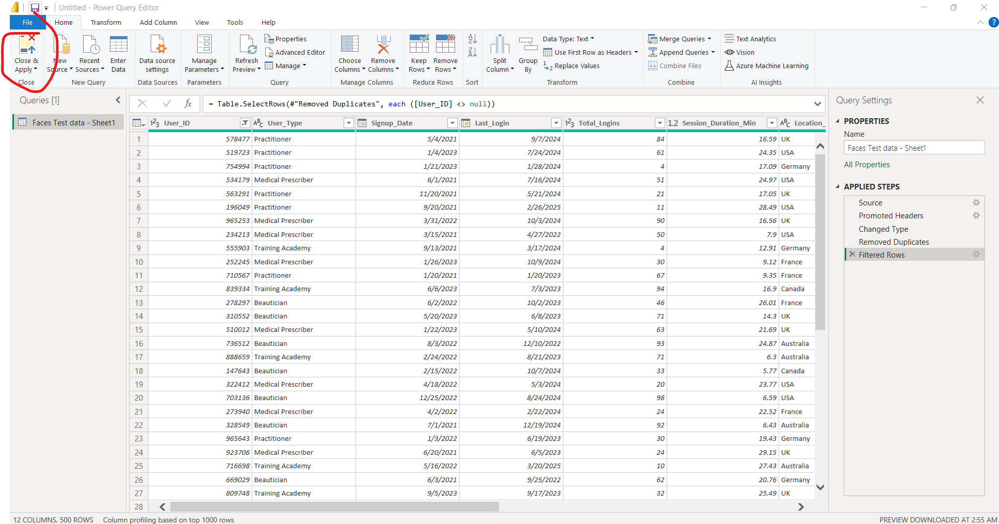 Untitled - Power Query Editor
File Home Transform Add Column View Tools Help
Close & Apply
New Source
Recent Sources
Enter Data
Data source settings
Manage Parameters
Refresh Preview
Properties
Advanced Editor
Manage
Choose Columns
Remove Columns
Keep Rows
Remove Rows
Split Column
Group By
Data Type: Text
Use First Row as Headers
Replace Values
Merge Queries
Append Queries
Combine Files
Text Analytics
Vision
Azure Machine Learning
Close New Query Data Sources Parameters Query Manage Columns Reduce Rows Sort Transform Combine AI Insights
Queries [1]
Faces Test data - Sheet1
fx = Table.SelectRows(#"Removed Duplicates", each ([User_ID] <> null))
123 User_ID ABC User_Type Signup_Date Last_Login 123 Total_Logins 1.2 Session_Duration_Min ABC Location_
1 578477 Practitioner 5/4/2021 9/7/2024 84 16.59 UK
2 519723 Practitioner 1/4/2023 7/24/2024 61 24.35 USA
3 754994 Practitioner 1/21/2023 1/28/2024 4 17.09 Germany
4 534179 Medical Prescriber 6/1/2021 7/16/2024 51 24.97 USA
5 563291 Practitioner 11/20/2021 5/21/2024 21 17.05 UK
6 196049 Practitioner 9/20/2021 2/26/2025 11 28.49 USA
7 965253 Medical Prescriber 3/31/2022 10/3/2024 90 16.56 UK
8 234213 Medical Prescriber 3/15/2021 4/27/2022 50 7.9 USA
9 555903 Training Academy 9/13/2021 3/17/2024 4 12.91 Germany
10 252245 Medical Prescriber 1/26/2023 10/9/2024 30 9.12 France
11 710567 Practitioner 1/20/2021 1/20/2023 67 9.35 France
12 839334 Training Academy 6/6/2023 7/3/2023 94 16.9 Canada
13 278297 Beautician 6/2/2022 10/2/2023 46 26.01 France
14 310552 Beautician 5/20/2023 6/8/2023 71 14.3 UK
15 510012 Medical Prescriber 1/22/2023 5/10/2024 63 21.69 UK
16 736512 Beautician 8/3/2022 12/10/2022 93 24.87 Australia
17 888659 Training Academy 2/24/2022 8/21/2023 71 6.3 Australia
18 147643 Beautician 2/15/2022 10/7/2024 33 5.77 Canada
19 322412 Medical Prescriber 4/18/2022 5/3/2024 20 23.77 USA
20 703136 Beautician 12/25/2022 8/24/2024 98 6.59 USA
21 273940 Medical Prescriber 4/2/2022 2/22/2024 24 22.52 France
22 328549 Beautician 7/1/2021 12/19/2024 92 6.43 Australia
23 965643 Practitioner 1/3/2022 6/19/2023 30 19.43 Germany
24 923706 Medical Prescriber 6/20/2021 6/5/2023 24 29.15 UK
25 716698 Training Academy 5/16/2022 3/20/2025 10 27.43 Australia
26 669029 Beautician 6/3/2021 9/25/2022 62 20.76 Germany
27 809748 Training Academy 9/5/2023 9/17/2023 32 25.49 UK
28
Query Settings
PROPERTIES
Name
Faces Test data - Sheet1
All Properties
APPLIED STEPS
Source
Promoted Headers
Changed Type
Removed Duplicates
Filtered Rows
12 COLUMNS, 500 ROWS Column profiling based on top 1000 rows PREVIEW DOWNLOADED AT 2:55 AM